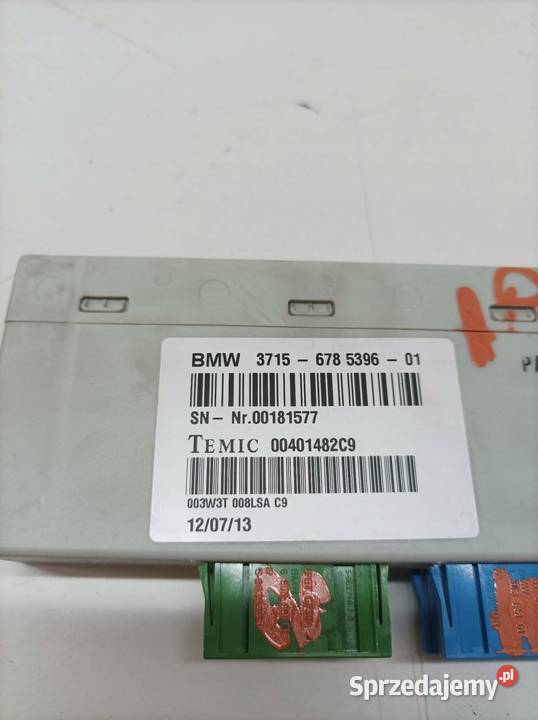 BMW 3715 - 678 5396 - 01
SN - Nr.00181577
TEMIC 00401482C9
003W3T 008LSA C9
12/07/13
Sprzedajemy.pl